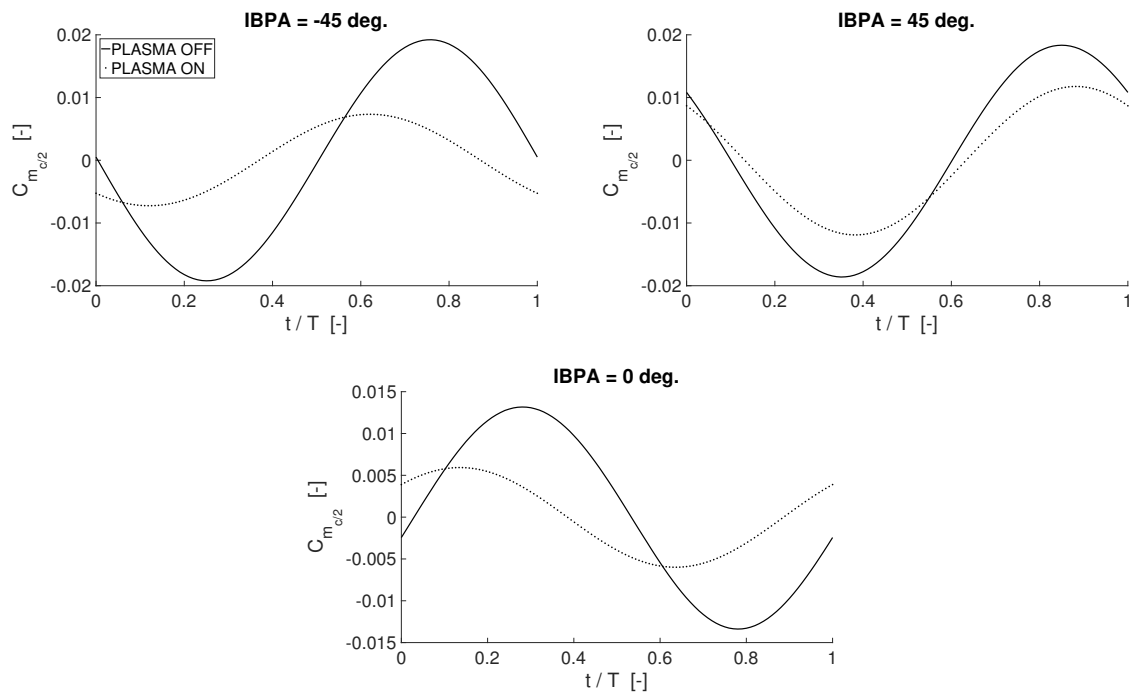 IBPA = -45 deg.
0.02
0.01
0
-0.01
-0.02
C_{m_{c/2}} [-]
PLASMA OFF
PLASMA ON
0 0.2 0.4 0.6 0.8 1
t / T [-]
IBPA = 45 deg.
0.02
0.01
0
-0.01
-0.02
C_{m_{c/2}} [-]
0 0.2 0.4 0.6 0.8 1
t / T [-]
IBPA = 0 deg.
0.015
0.01
0.005
0
-0.005
-0.01
-0.015
C_{m_{c/2}} [-]
0 0.2 0.4 0.6 0.8 1
t / T [-]